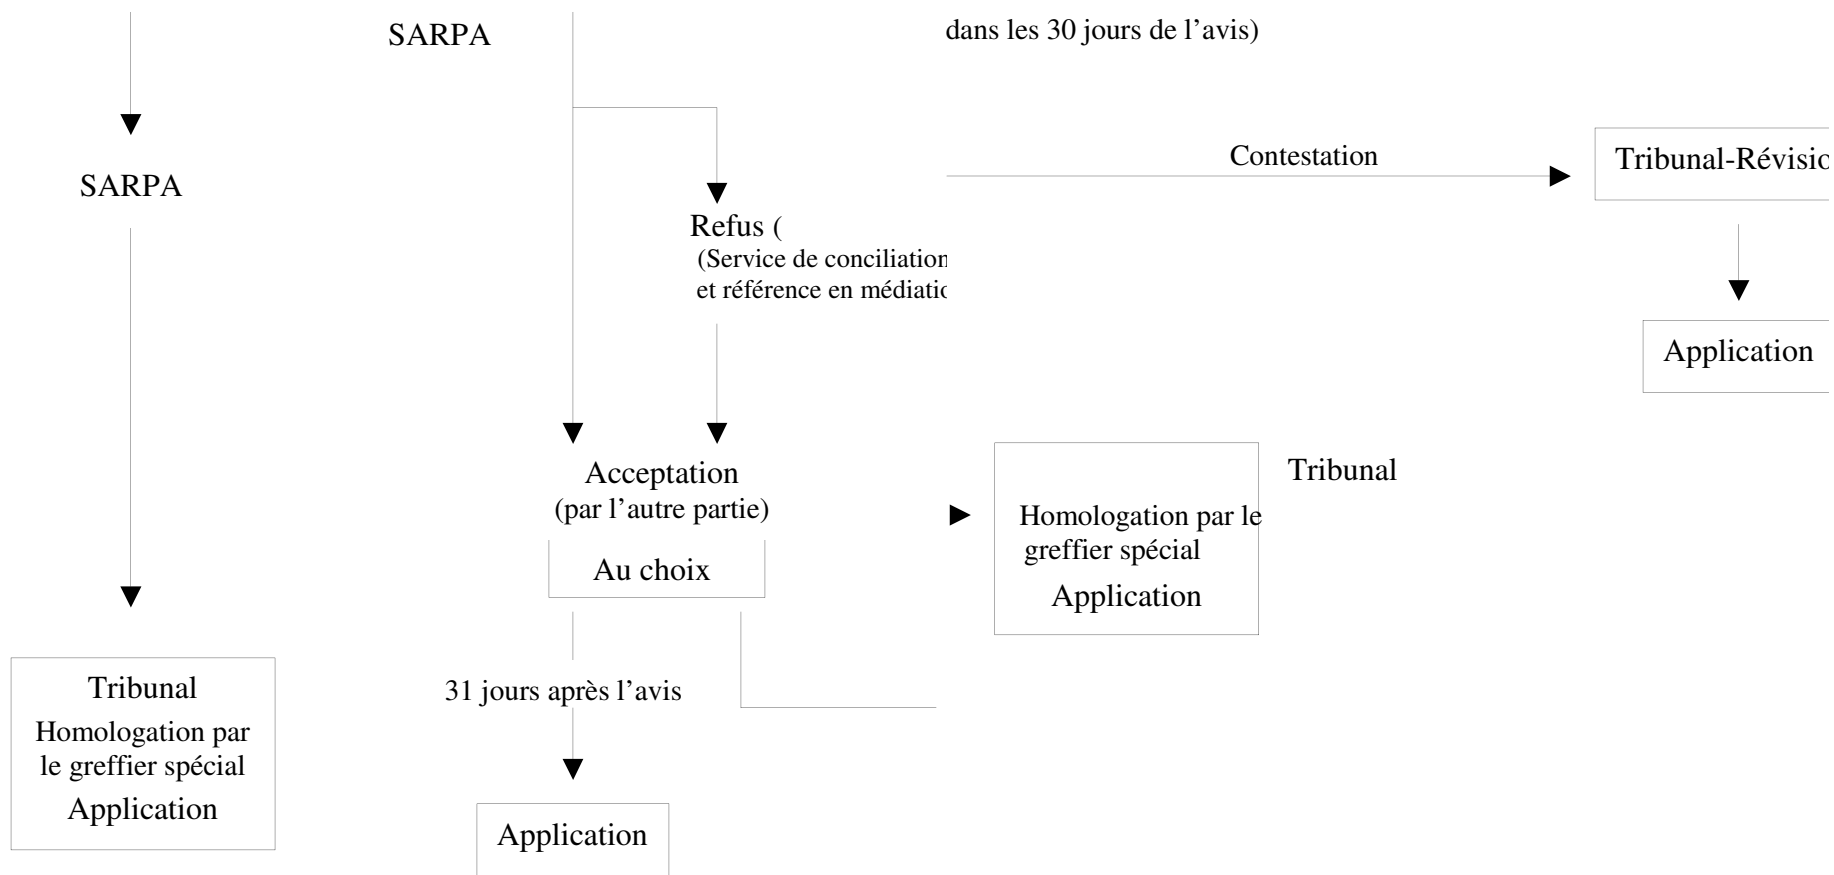 SARPA
dans les 30 jours de l’avis)
Contestation
Tribunal-Révisio
SARPA
Refus (
(Service de conciliation
et référence en médiatio
Application
Acceptation
(par l’autre partie)
Au choix
Tribunal
Homologation par le
greffier spécial
Application
31 jours après l’avis
Tribunal
Homologation par
le greffier spécial
Application
Application